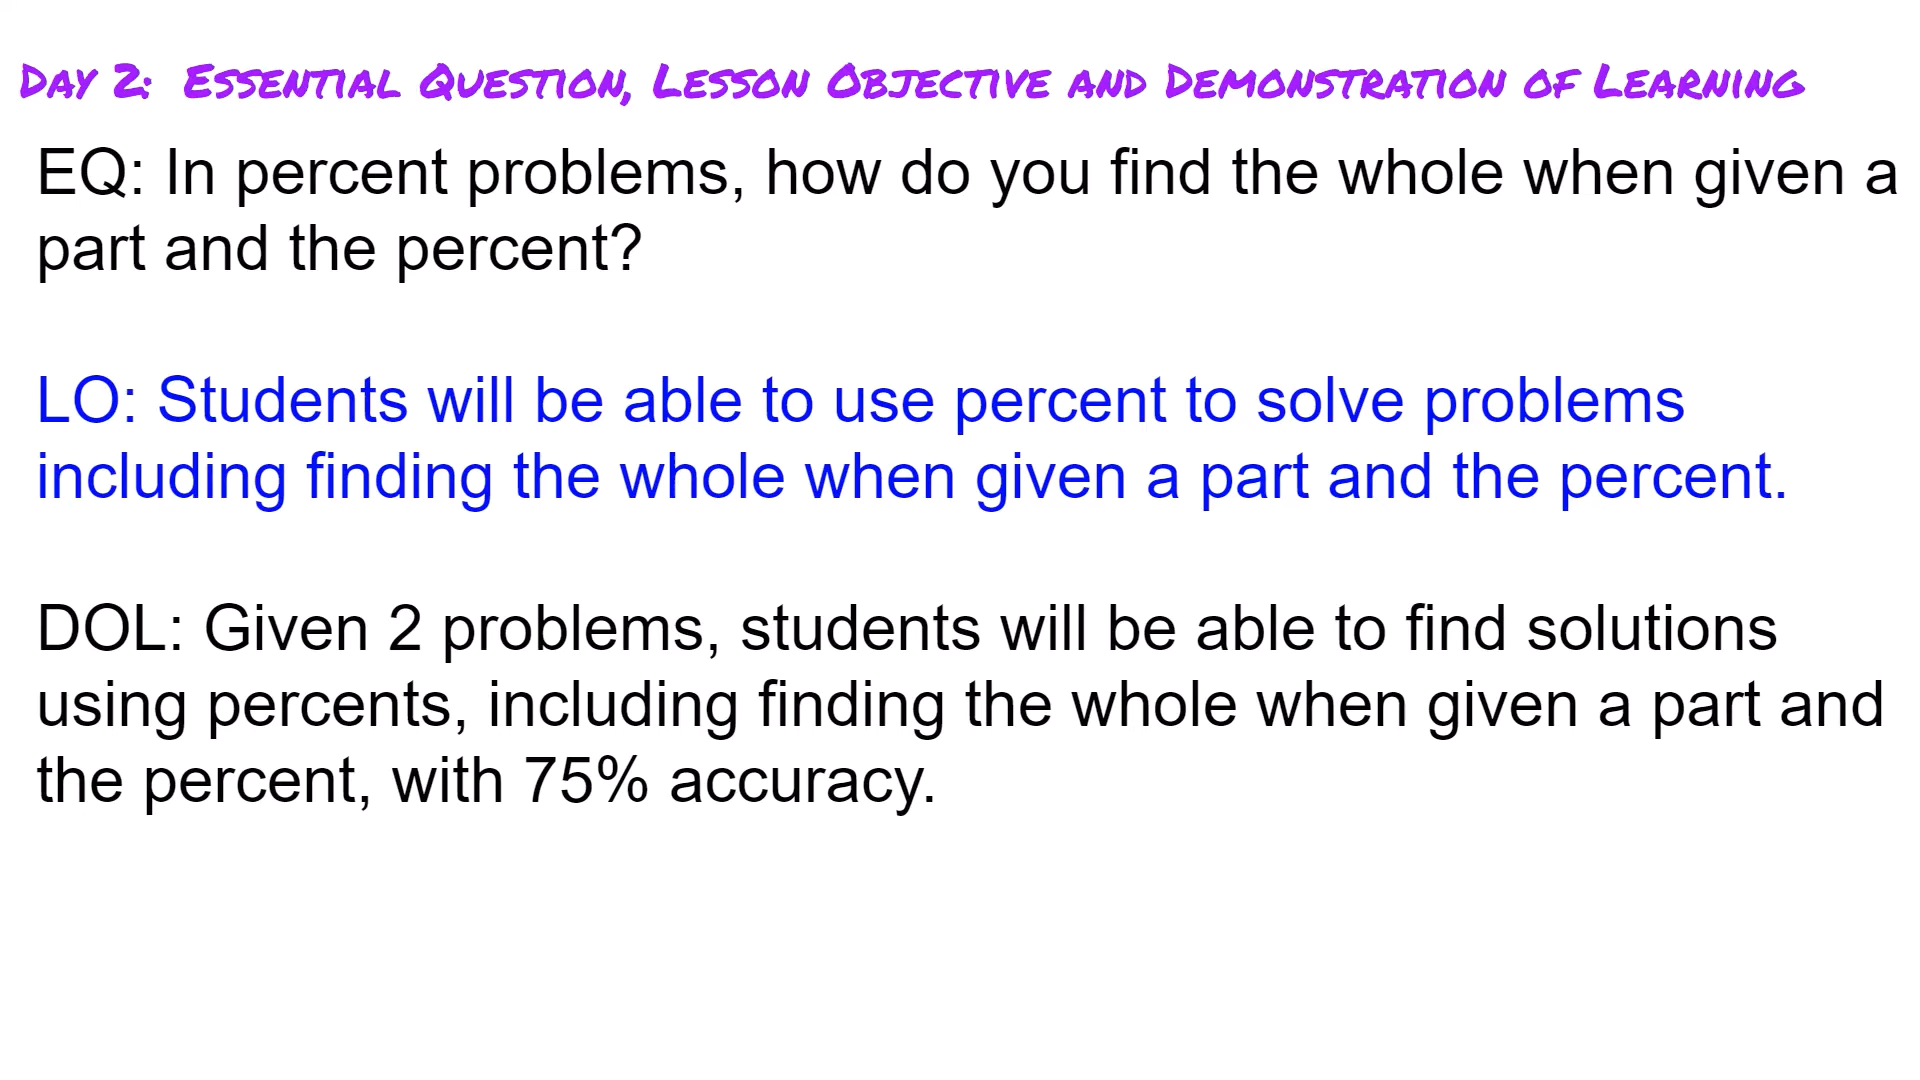 Day 2: Essential Question, Lesson Objective and Demonstration of Learning
EQ: In percent problems, how do you find the whole when given a
part and the percent?
LO: Students will be able to use percent to solve problems
including finding the whole when given a part and the percent.
DOL: Given 2 problems, students will be able to find solutions
using percents, including finding the whole when given a part and
the percent, with 75% accuracy.